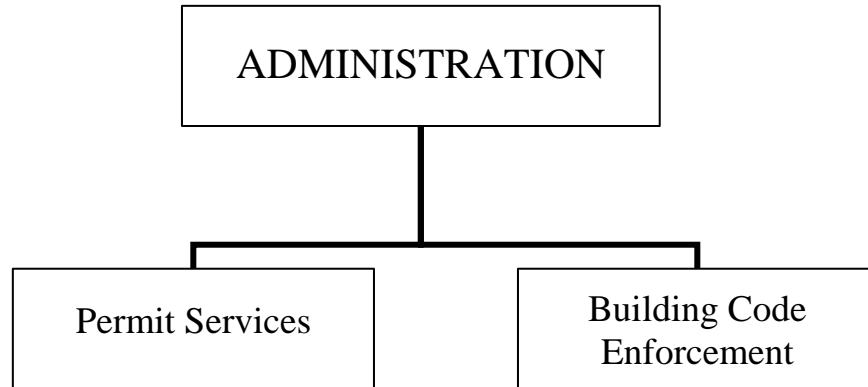 ADMINISTRATION
Permit Services
Building Code
Enforcement